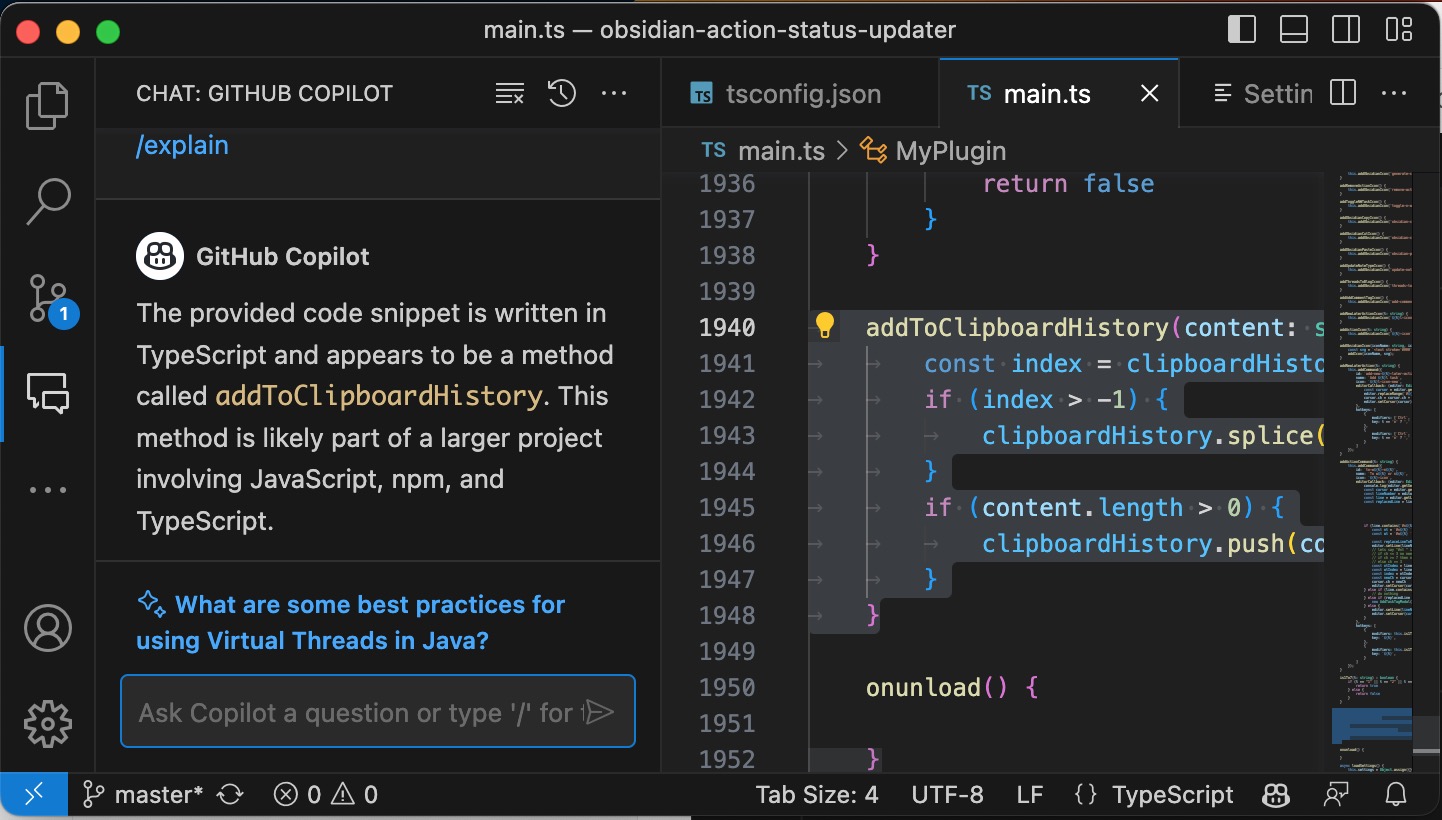 main.ts — obsidian-action-status-updater
CHAT: GITHUB COPILOT
/explain
GitHub Copilot
The provided code snippet is written in
TypeScript and appears to be a method
called addToClipboardHistory. This
method is likely part of a larger project
involving JavaScript, npm, and
TypeScript.
What are some best practices for
using Virtual Threads in Java?
Ask Copilot a question or type '/' for t
1
TS tsconfig.json
TS main.ts
Settin
TS main.ts > MyPlugin
1936 return false
1937 }
1938 }
1939
1940 addToClipboardHistory(content: s
1941 const index = clipboardHisto
1942 if (index > -1) {
1943 clipboardHistory.splice(
1944 }
1945 if (content.length > 0) {
1946 clipboardHistory.push(co
1947 }
1948 }
1949
1950 onunload() {
1951
1952 }
master* 0 0 Tab Size: 4 UTF-8 LF {} TypeScript